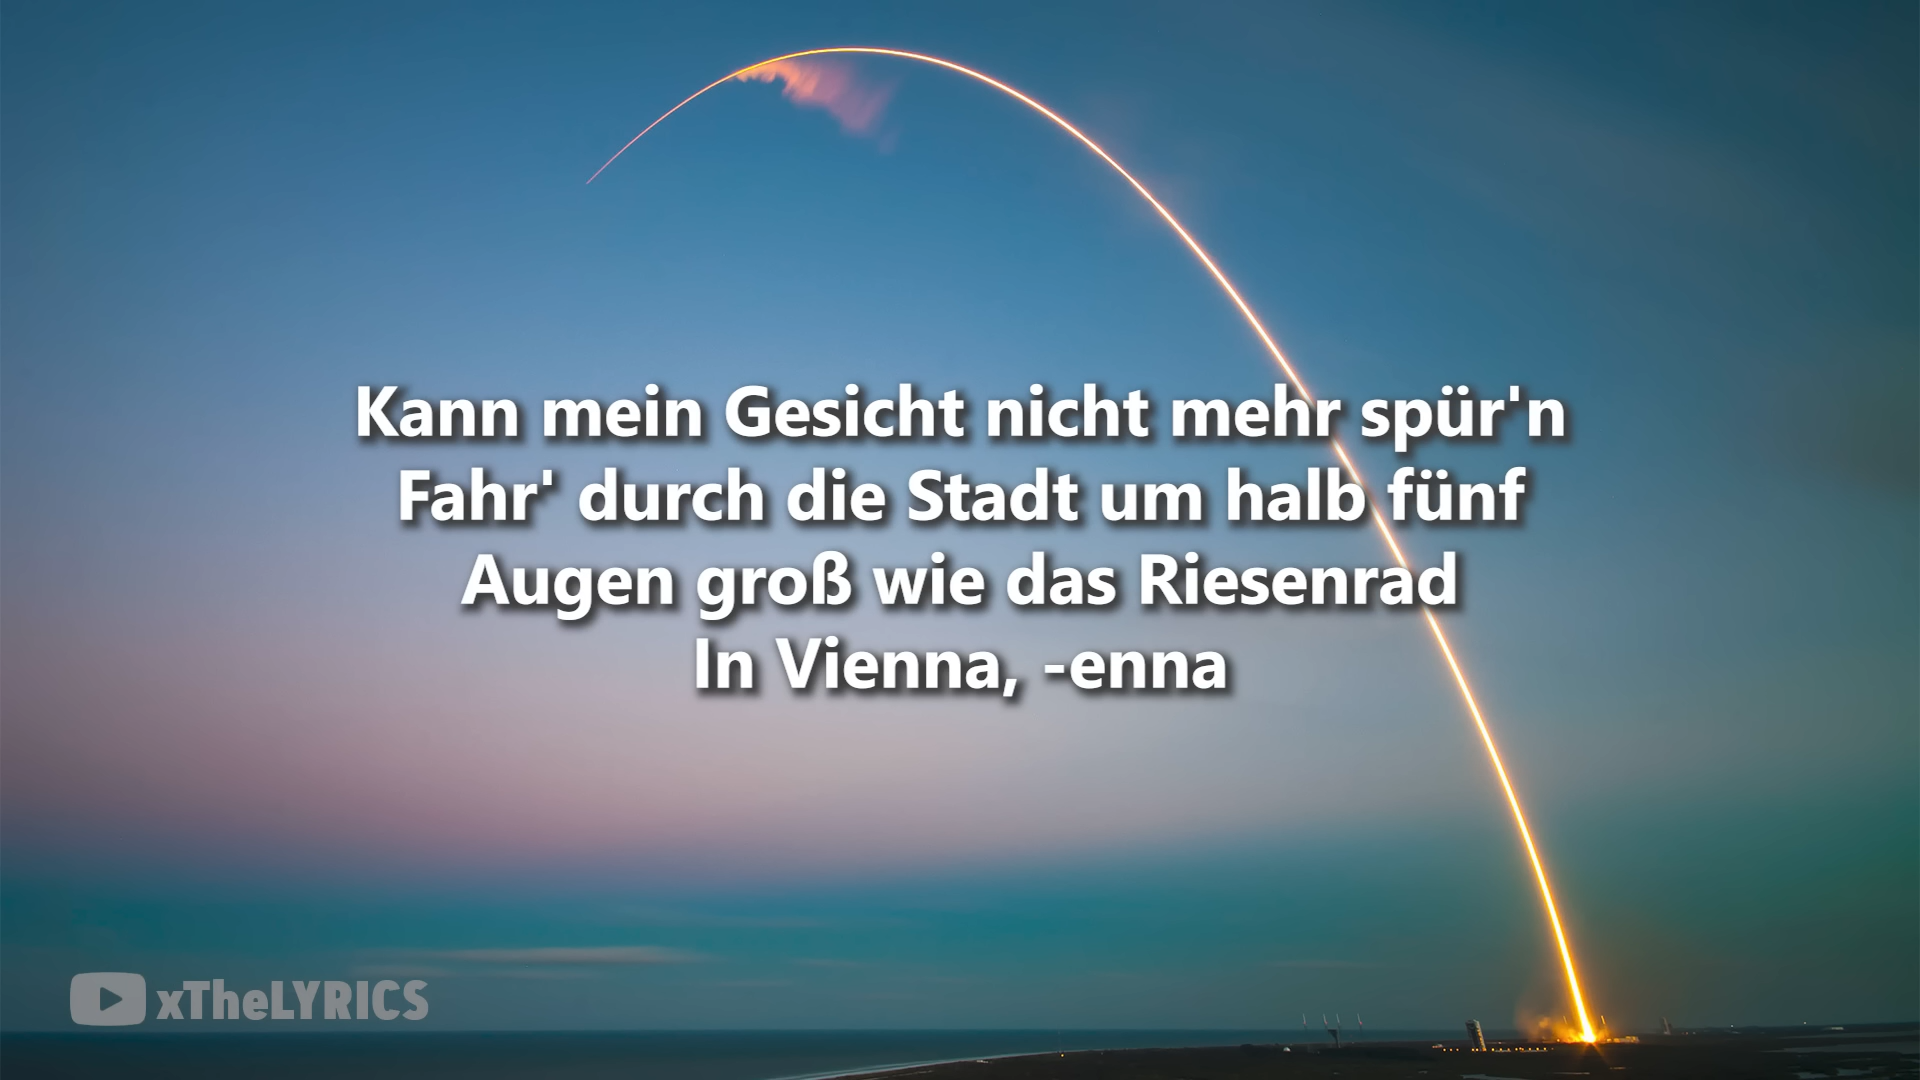 Kann mein Gesicht nicht mehr spür'n
Fahr' durch die Stadt um halb fünf
Augen groß wie das Riesenrad
In Vienna, -enna
xTheLYRICS